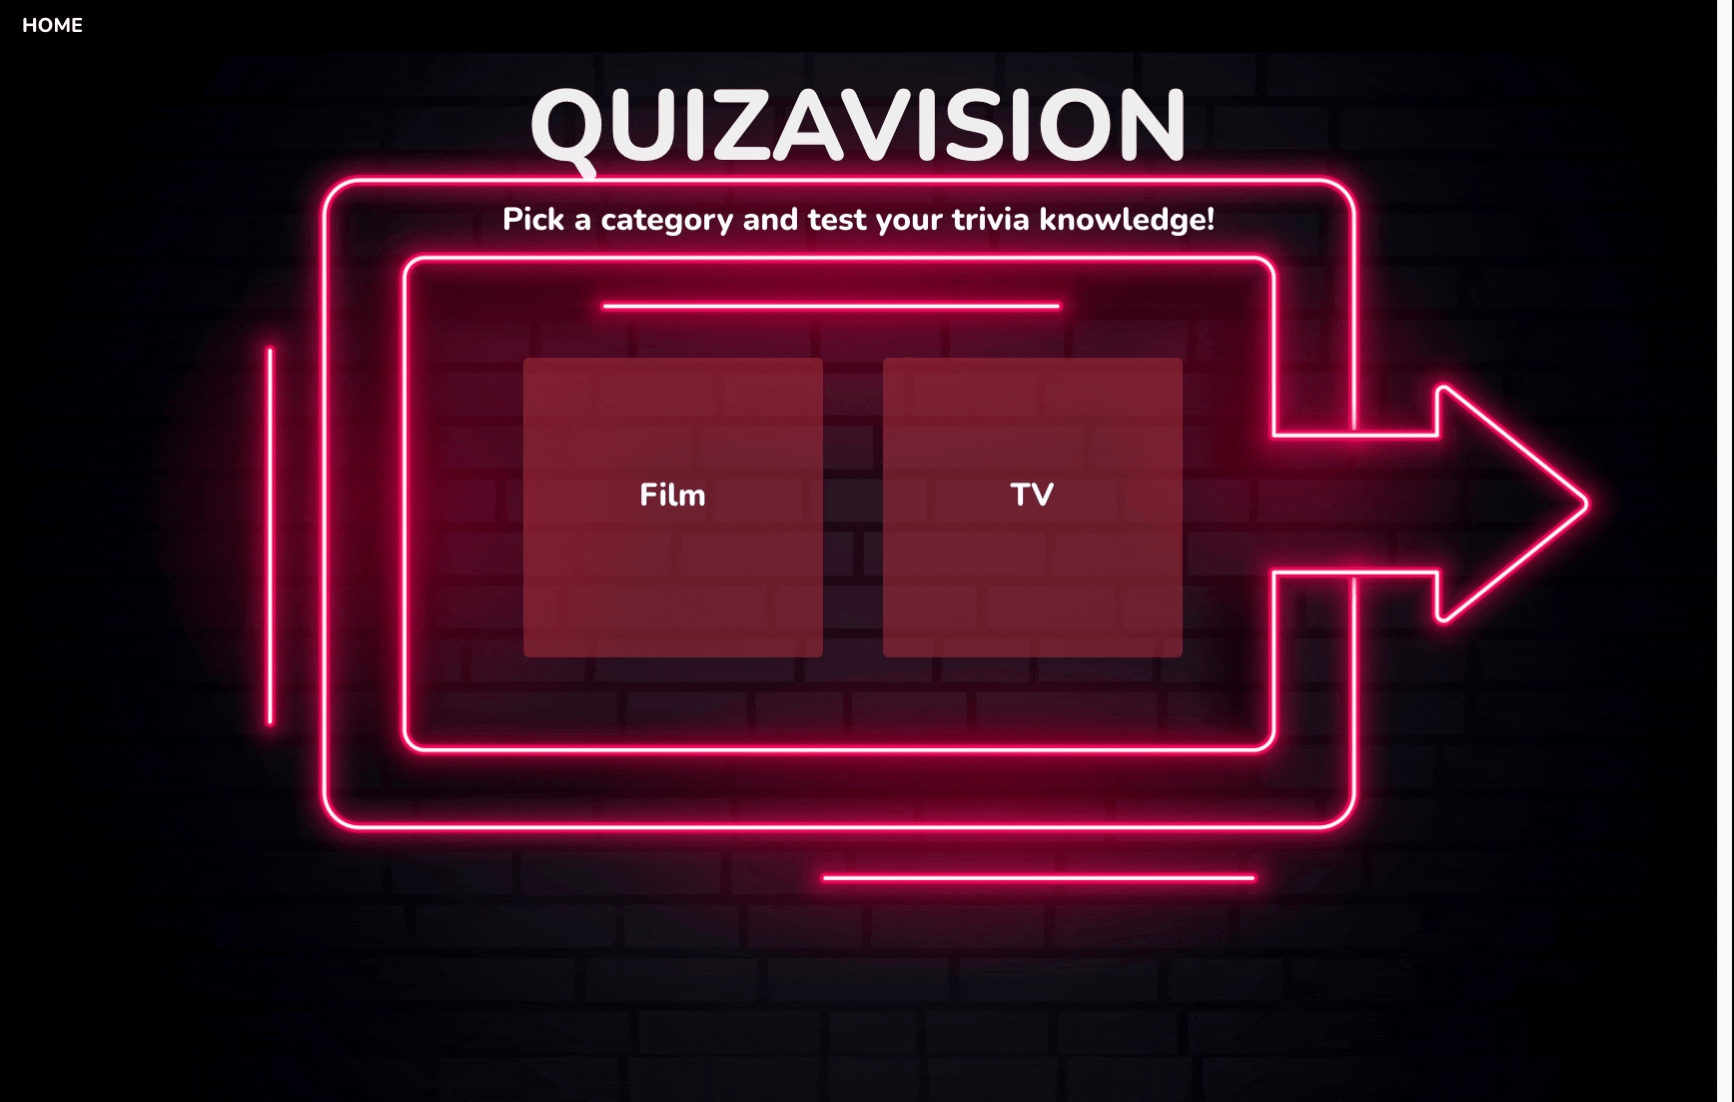 HOME
QUIZAVISION
Pick a category and test your trivia knowledge!
Film
TV